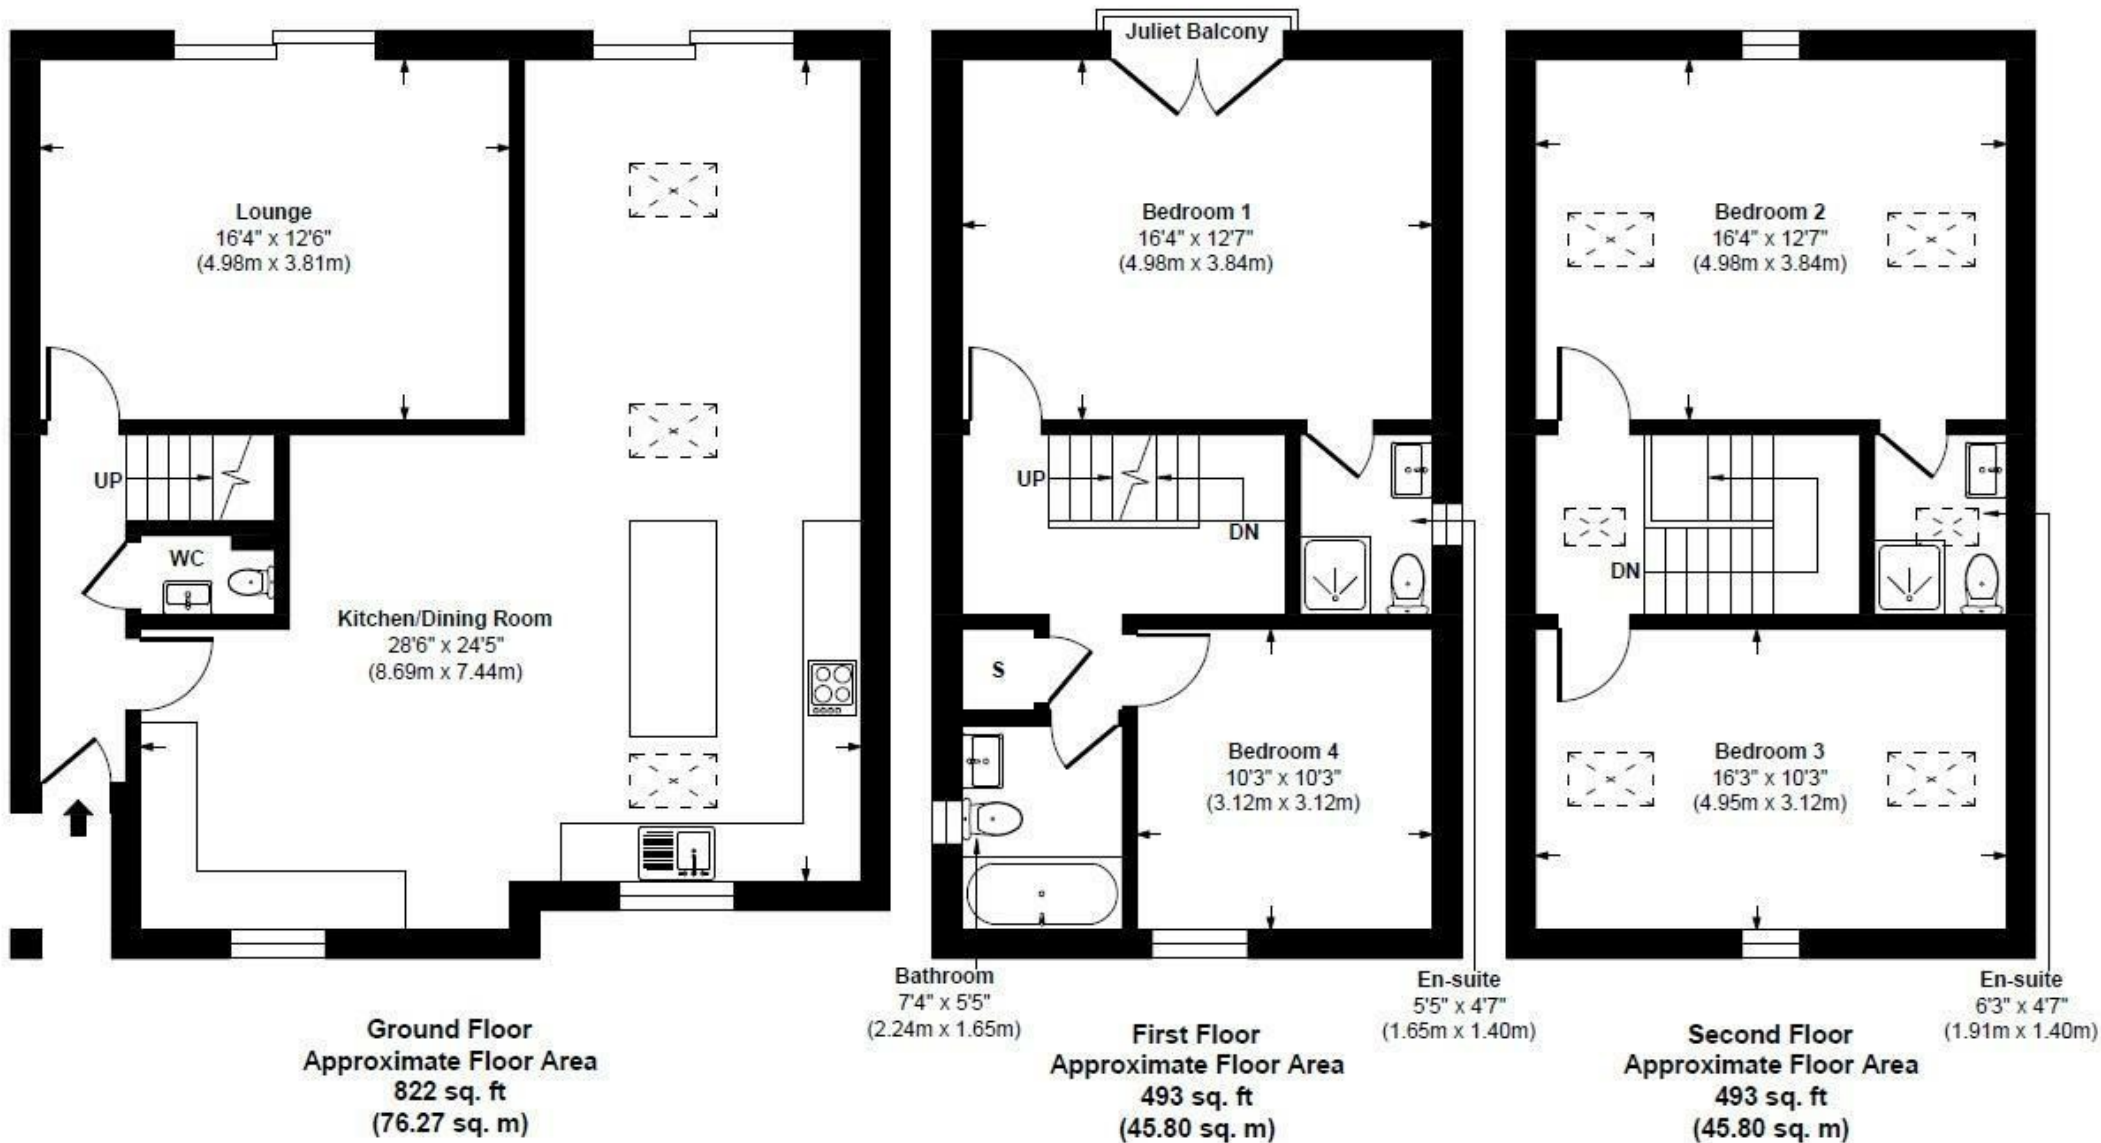 Lounge
16'4" x 12'6"
(4.98m x 3.81m)
UP
WC
Kitchen/Dining Room
28'6" x 24'5"
(8.69m x 7.44m)
Ground Floor
Approximate Floor Area
822 sq. ft
(76.27 sq. m)
Juliet Balcony
Bedroom 1
16'4" x 12'7"
(4.98m x 3.84m)
UP
DN
S
Bedroom 4
10'3" x 10'3"
(3.12m x 3.12m)
Bathroom
7'4" x 5'5"
(2.24m x 1.65m)
En-suite
5'5" x 4'7"
(1.65m x 1.40m)
First Floor
Approximate Floor Area
493 sq. ft
(45.80 sq. m)
Bedroom 2
16'4" x 12'7"
(4.98m x 3.84m)
DN
Bedroom 3
16'3" x 10'3"
(4.95m x 3.12m)
En-suite
6'3" x 4'7"
(1.91m x 1.40m)
Second Floor
Approximate Floor Area
493 sq. ft
(45.80 sq. m)